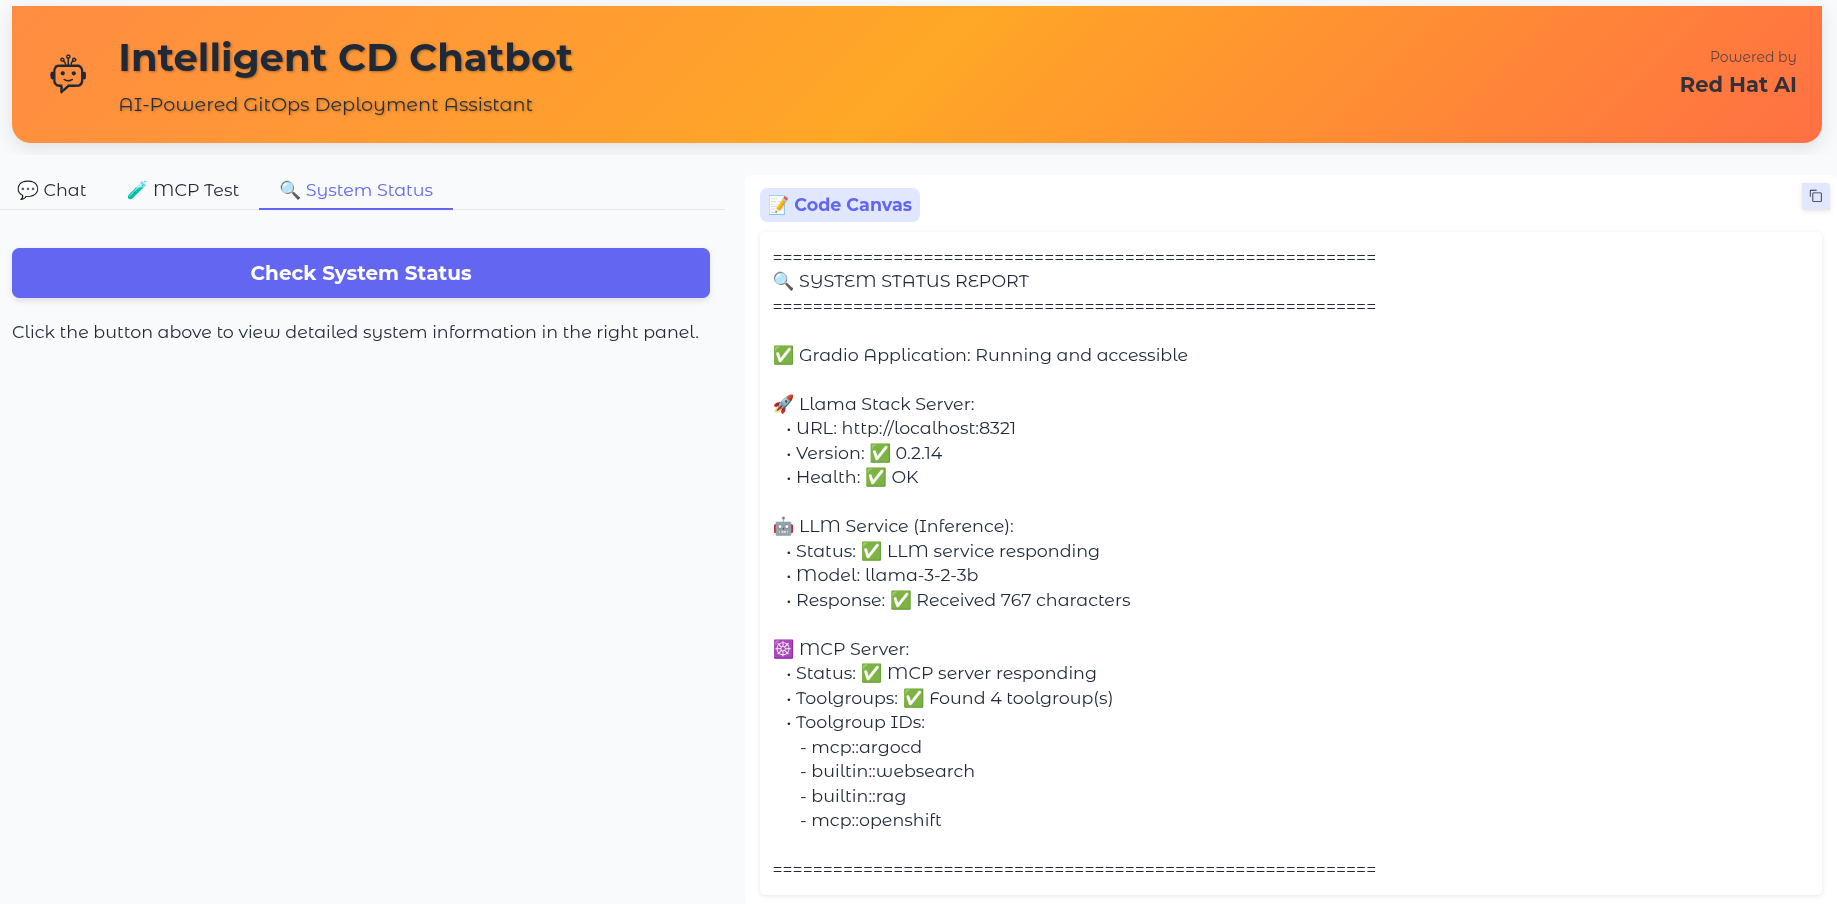 Intelligent CD Chatbot
AI-Powered GitOps Deployment Assistant
Powered by
Red Hat AI
💬 Chat
🧪 MCP Test
🔍 System Status
Check System Status
Click the button above to view detailed system information in the right panel.
📝 Code Canvas
============================================================
🔍 SYSTEM STATUS REPORT
============================================================
✅ Gradio Application: Running and accessible
🚀 Llama Stack Server:
• URL: http://localhost:8321
• Version: ✅ 0.2.14
• Health: ✅ OK
🤖 LLM Service (Inference):
• Status: ✅ LLM service responding
• Model: llama-3-2-3b
• Response: ✅ Received 767 characters
☸️ MCP Server:
• Status: ✅ MCP server responding
• Toolgroups: ✅ Found 4 toolgroup(s)
• Toolgroup IDs:
- mcp::argocd
- builtin::websearch
- builtin::rag
- mcp::openshift
============================================================